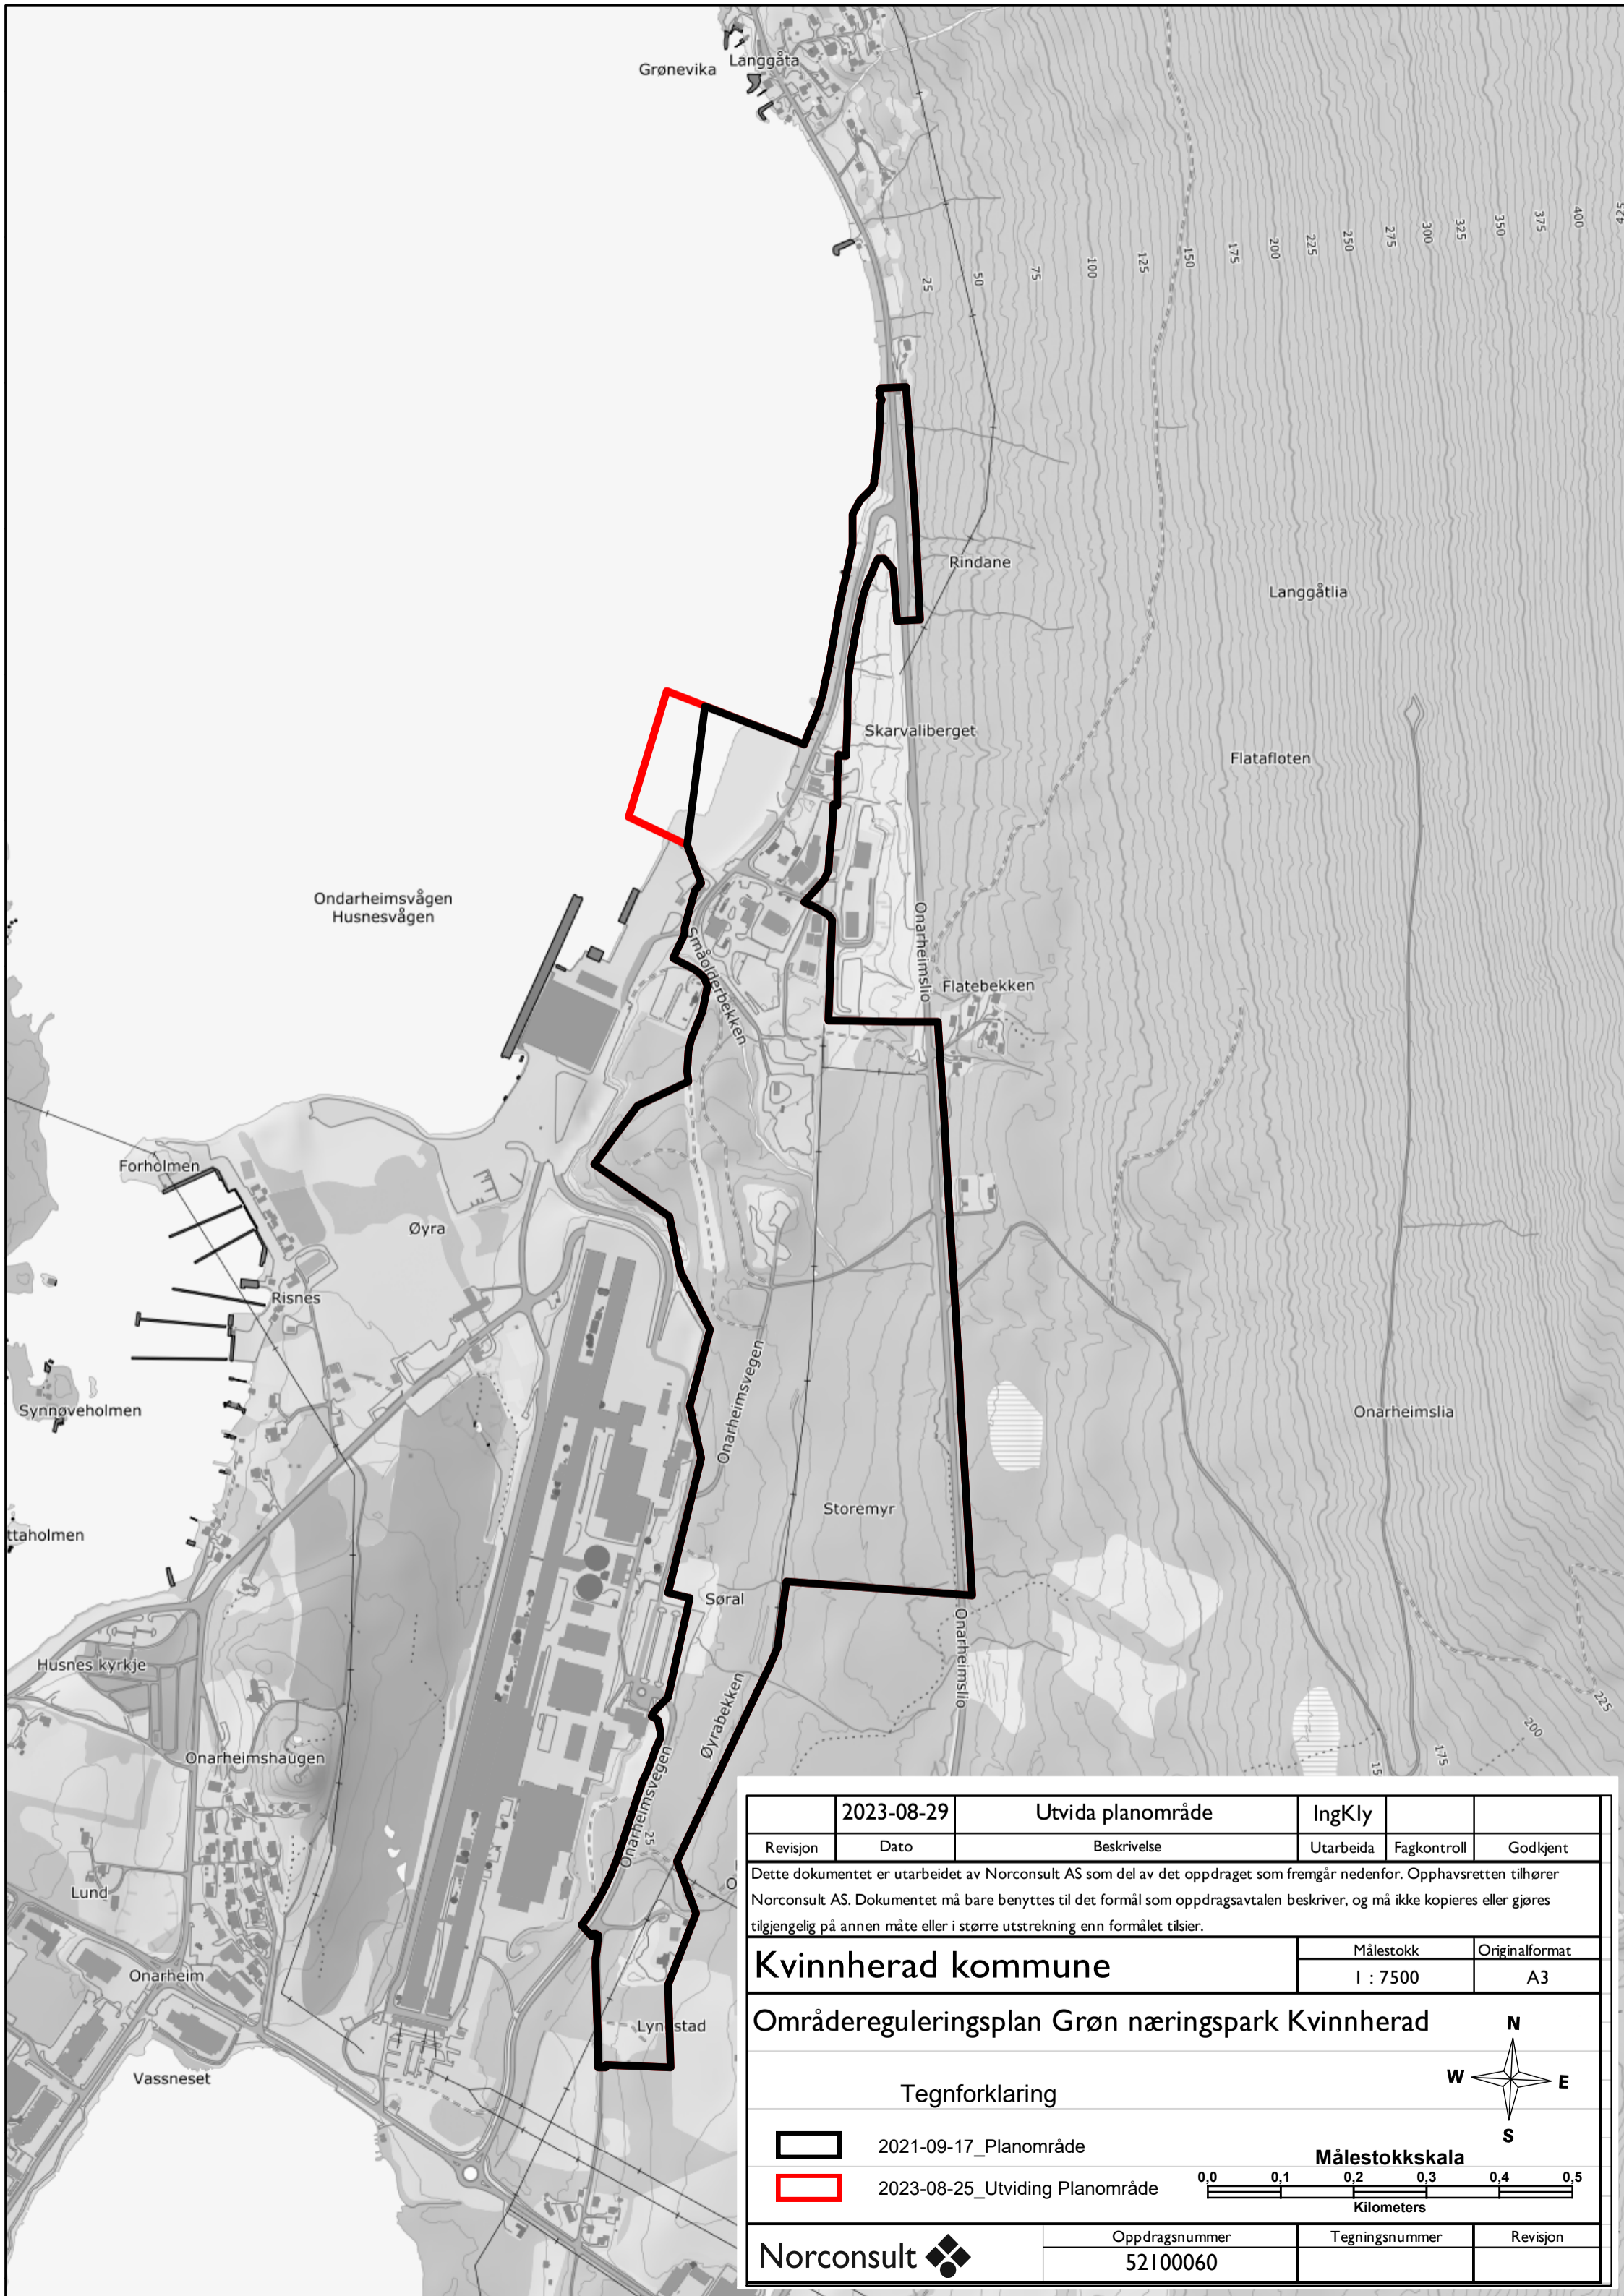 Langgåta
Grønevika
25
50
75
100
125
150
175
200
225
250
275
300
325
350
375
400
425
Rindane
Langgåtlia
Skarvaliberget
Flatafloten
Ondarheimsvågen
Husnesvågen
Onarheimslio
Småolderbekken
Flatebekken
Forholmen
Øyra
Risnes
Onarheimsvegen
Synnøveholmen
Onarheimslia
Storemyr
ttaholmen
Søral
Onarheimslio
Husnes kyrkje
Øyrabekken
Onarheimshaugen
Onarheimsvegen
25
225
200
175
15
Lund
O
Onarheim
Lyngstad
Vassneset
2023-08-29 Utvida planområde IngKly
Revisjon Dato Beskrivelse Utarbeida Fagkontroll Godkjent
Dette dokumentet er utarbeidet av Norconsult AS som del av det oppdraget som fremgår nedenfor. Opphavsretten tilhører
Norconsult AS. Dokumentet må bare benyttes til det formål som oppdragsavtalen beskriver, og må ikke kopieres eller gjøres
tilgjengelig på annen måte eller i større utstrekning enn formålet tilsier.
Kvinnherad kommune
Målestokk
1 : 7500
Originalformat
A3
Områdereguleringsplan Grøn næringspark Kvinnherad
N
W
E
S
Tegnforklaring
2021-09-17_Planområde
2023-08-25_Utviding Planområde
Målestokkskala
0,0 0,1 0,2 0,3 0,4 0,5
Kilometers
Norconsult
Oppdragsnummer
52100060
Tegningsnummer
Revisjon